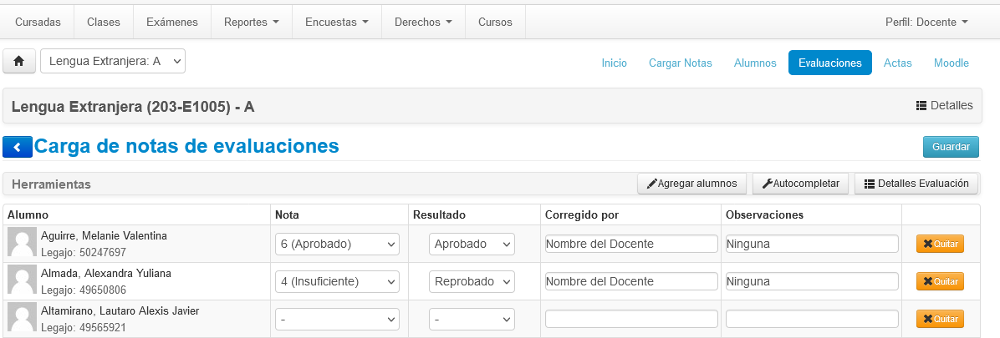 Cursadas Clases Exámenes Reportes Encuestas Derechos Cursos Perfil: Docente
Lengua Extranjera: A Inicio Cargar Notas Alumnos Evaluaciones Actas Moodle
Lengua Extranjera (203-E1005) - A Detalles
Carga de notas de evaluaciones Guardar
Herramientas Agregar alumnos Autocompletar Detalles Evaluación
Alumno Nota Resultado Corregido por Observaciones
Aguirre, Melanie Valentina
Legajo: 50247697 6 (Aprobado) Aprobado Nombre del Docente Ninguna Quitar
Almada, Alexandra Yuliana
Legajo: 49650806 4 (Insuficiente) Reprobado Nombre del Docente Ninguna Quitar
Altamirano, Lautaro Alexis Javier
Legajo: 49565921 - - Quitar